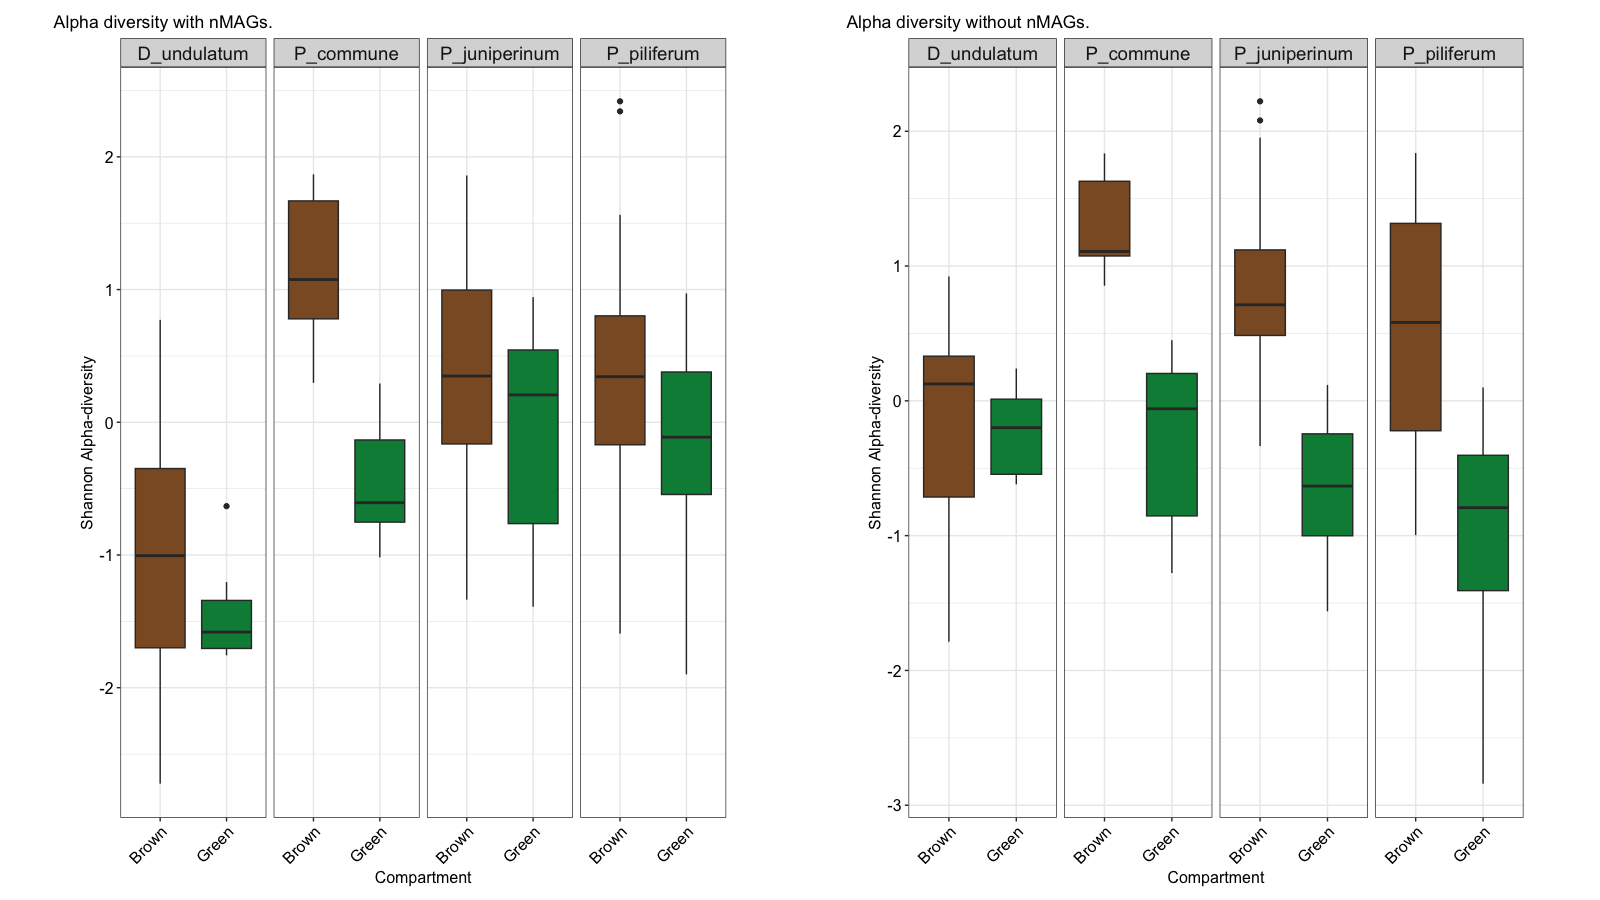 Alpha diversity with nMAGs.
D_undulatum P_commune P_juniperinum P_piliferum
Shannon Alpha-diversity
2
1
0
-1
-2
Brown Green Brown Green Brown Green Brown Green
Compartment
Alpha diversity without nMAGs.
D_undulatum P_commune P_juniperinum P_piliferum
Shannon Alpha-diversity
2
1
0
-1
-2
-3
Brown Green Brown Green Brown Green Brown Green
Compartment